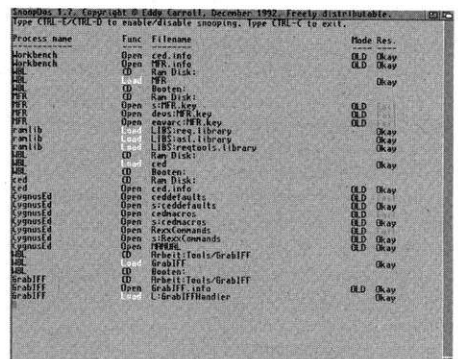 SnoopDos 1.7. Copyright © Eddy Carroll, December 1992. Freely distributable.
Type CTRL-E/CTRL-D to enable/disable snooping. Type CTRL-C to exit.
Process name Func Filename Mode Res.
Workbench Open ced.info OLD Okay
Workbench Open MFR.info OLD Okay
WBL CD Ram Disk:
WBL Load MFR Okay
WBL CD Booten:
MFR CD Ram Disk:
MFR Open s:MFR.key OLD
MFR Open devs:MFR.key OLD
MFR Open envarc:MFR.key OLD
ramlib Load LIBS:req.library Okay
ramlib Load LIBS:asl.library Okay
ramlib Load LIBS:reqtools.library Okay
WBL CD Ram Disk:
WBL Load ced Okay
WBL CD Booten:
ced CD Ram Disk:
ced Open ced.info OLD Okay
CygnusEd Open ceddefaults OLD
CygnusEd Open s:ceddefaults OLD Okay
CygnusEd Open cedmacros OLD
CygnusEd Open s:cedmacros OLD Okay
CygnusEd Open RexxCommands OLD
CygnusEd Open s:RexxCommands OLD Okay
CygnusEd Open MANUAL OLD Okay
WBL CD Arbeit:Tools/GrabIFF
WBL Load GrabIFF Okay
WBL CD Booten:
GrabIFF CD Arbeit:Tools/GrabIFF
GrabIFF Open GrabIFF.info OLD Okay
GrabIFF Load L:GrabIFFHandler Okay